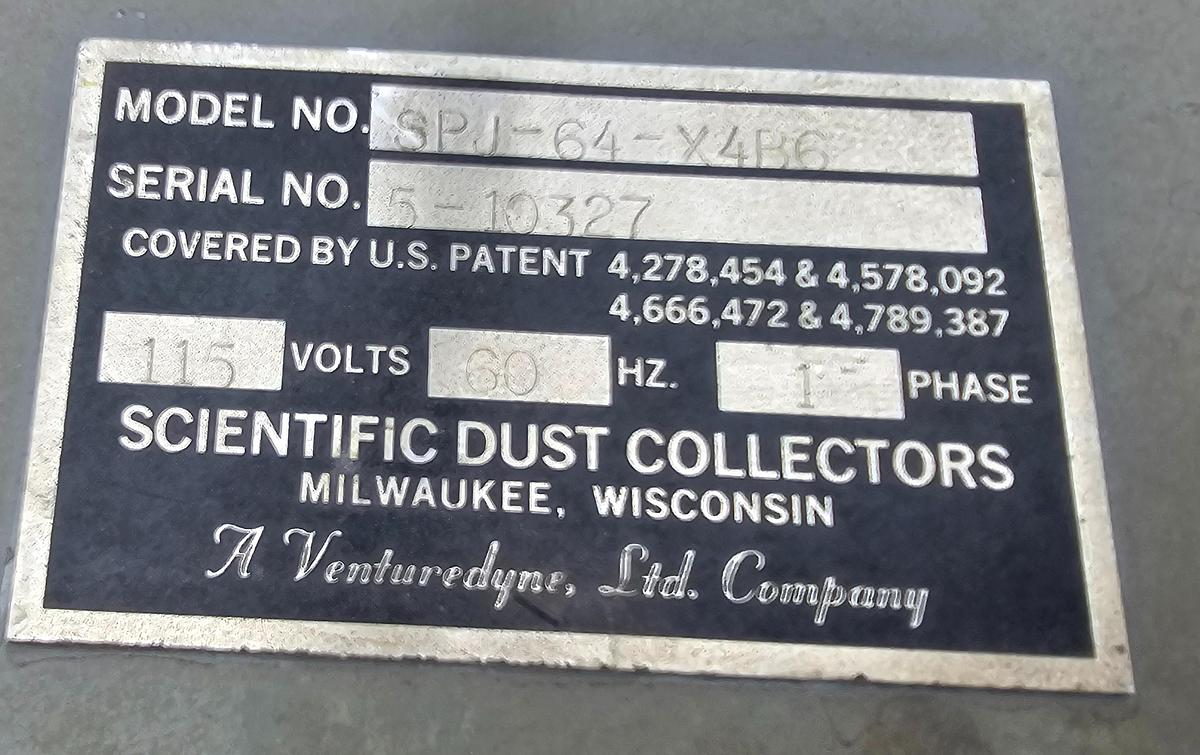 MODEL NO. SPJ-64-X4B6
SERIAL NO. 5-10327
COVERED BY U.S. PATENT 4,278,454 & 4,578,092
4,666,472 & 4,789,387
115 VOLTS 60 HZ. 1 PHASE
SCIENTIFIC DUST COLLECTORS
MILWAUKEE, WISCONSIN
A Venturedyne, Ltd. Company